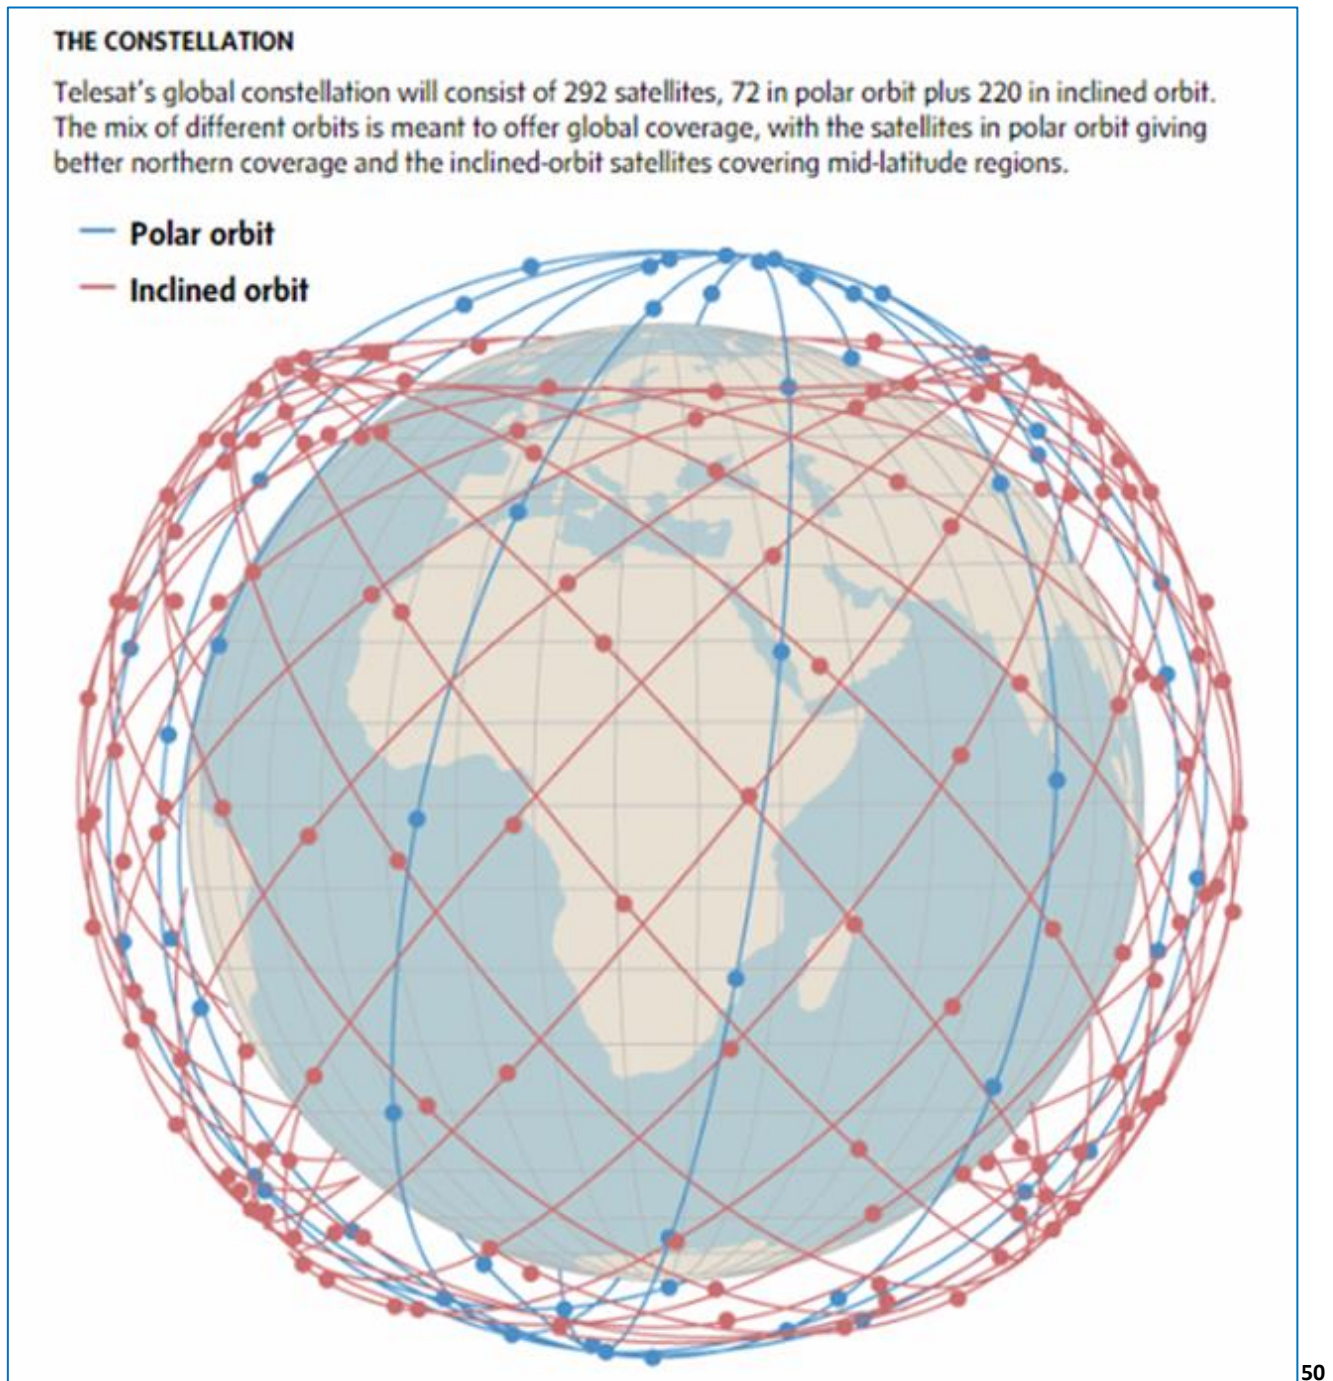 THE CONSTELLATION
Telesat's global constellation will consist of 292 satellites, 72 in polar orbit plus 220 in inclined orbit.
The mix of different orbits is meant to offer global coverage, with the satellites in polar orbit giving
better northern coverage and the inclined-orbit satellites covering mid-latitude regions.
Polar orbit
Inclined orbit
50